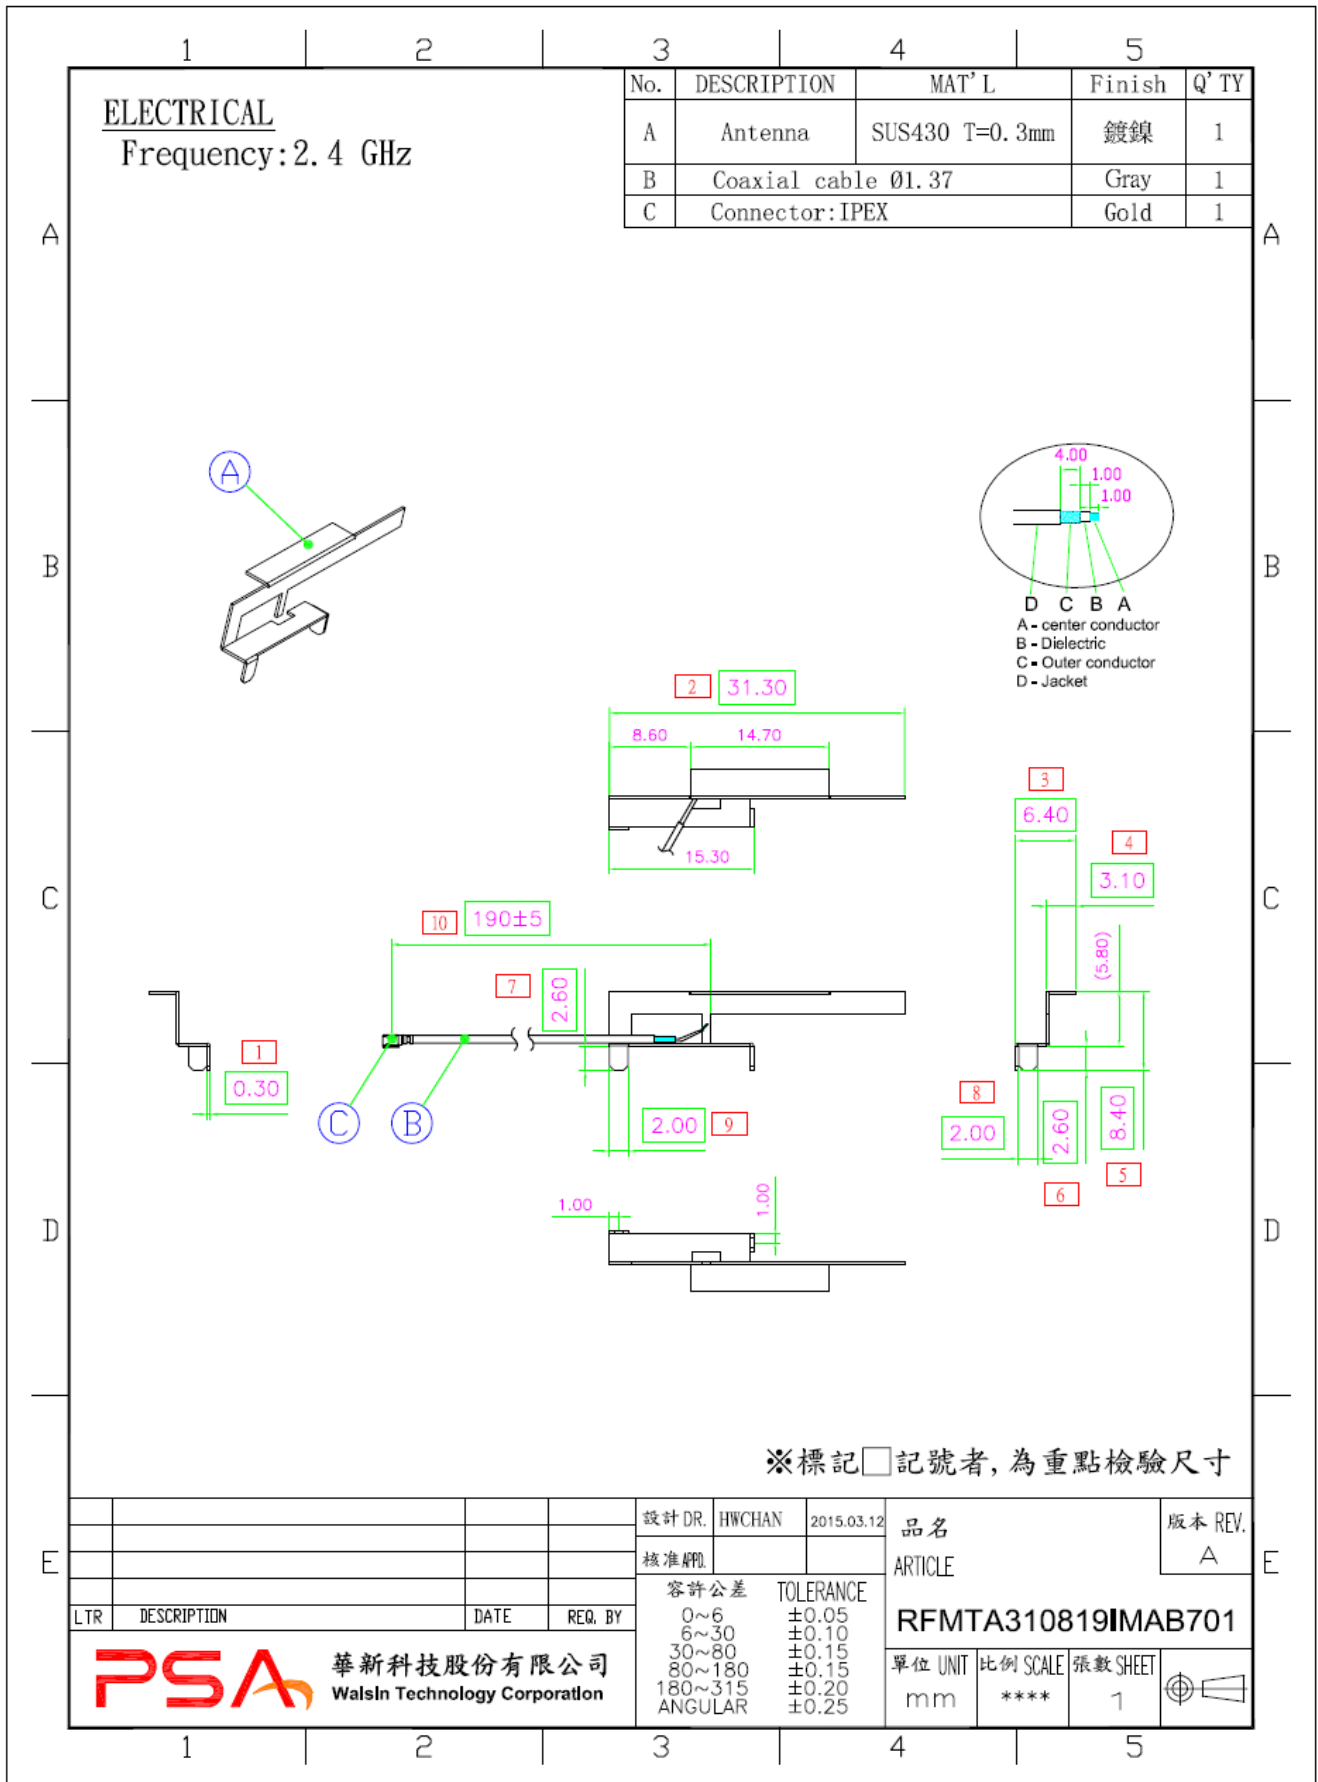 1 2 3 4 5
ELECTRICAL
Frequency:2.4 GHz
No. DESCRIPTION MAT'L Finish Q'TY
A Antenna SUS430 T=0.3mm 鍍鎳 1
B Coaxial cable Ø1.37 Gray 1
C Connector:IPEX Gold 1
A A
A
4.00
1.00
1.00
B B
D C B A
A - center conductor
B - Dielectric
C - Outer conductor
D - Jacket
2 31.30
8.60 14.70
3
6.40
4
15.30
3.10
C C
10 190±5
(5.80)
7 2.60
1
0.30
C B
2.00 9
8
2.00 2.60 8.40
5
6
1.00 1.00
D D
※標記□記號者,為重點檢驗尺寸
設計 DR. HWCHAN 2015.03.12
品名
版本 REV.
核准 APPD.
ARTICLE
A
E E
容許公差 TOLERANCE
0~6 ±0.05
6~30 ±0.10
30~80 ±0.15
80~180 ±0.15
180~315 ±0.20
ANGULAR ±0.25
LTR DESCRIPTION DATE REQ. BY
RFMTA310819IMAB701
PSA 華新科技股份有限公司
Walsin Technology Corporation
單位 UNIT 比例 SCALE 張數 SHEET
mm **** 1
1 2 3 4 5